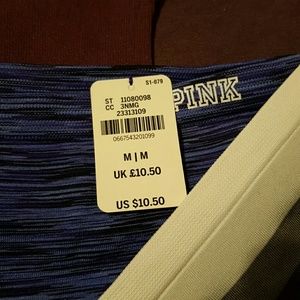 S1-079
ST 11080098
CC 3NMG
23313109
0667543201099
M | M
UK £10.50
US $10.50
PINK